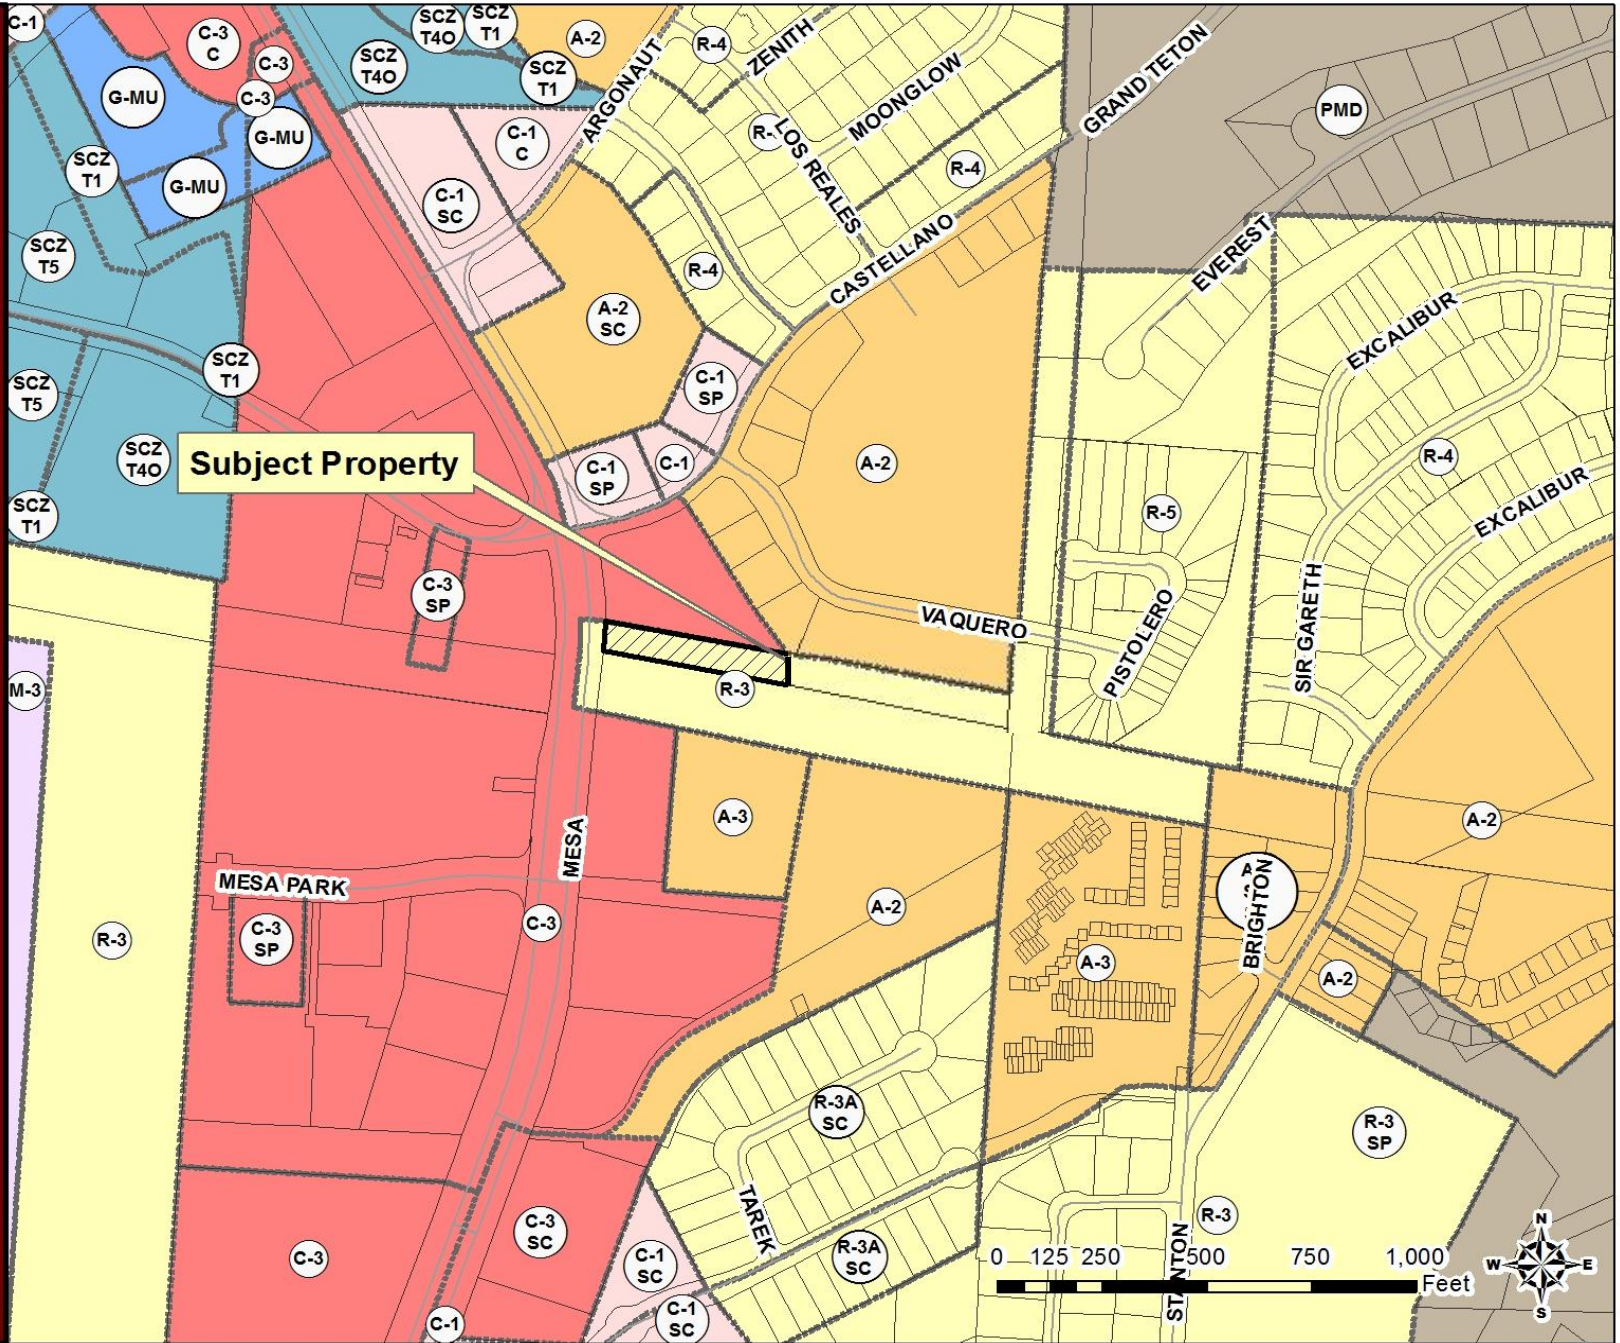 C-1
C-3
C
SCZ
T4O
SCZ
T1
A-2
R-4
ZENITH
C-3
SCZ
T4O
SCZ
T1
ARGONAUT
MOONGLOW
GRAND TETON
G-MU
C-3
G-MU
PMD
C-1
C
R-
LOS REALES
SCZ
T1
G-MU
C-1
SC
R-4
CASTELLANO
EVEREST
SCZ
T5
R-4
A-2
SC
EXCALIBUR
SCZ
T1
SCZ
T5
C-1
SP
SCZ
T4O
Subject Property
C-1
SP
C-1
A-2
R-4
EXCALIBUR
SCZ
T1
R-5
C-3
SP
VAQUERO
PISTOLERO
SIR GARETH
M-3
R-3
A-3
A-2
MESA
MESA PARK
A-2
A
BRIGHTON
R-3
C-3
SP
C-3
A-3
A-2
R-3A
SC
R-3
SP
TAREK
C-3
C-3
SC
C-1
SC
R-3A
SC
R-3
STANTON
C-1
C-1
SC
0 125 250 500 750 1,000
Feet
N
W E
S